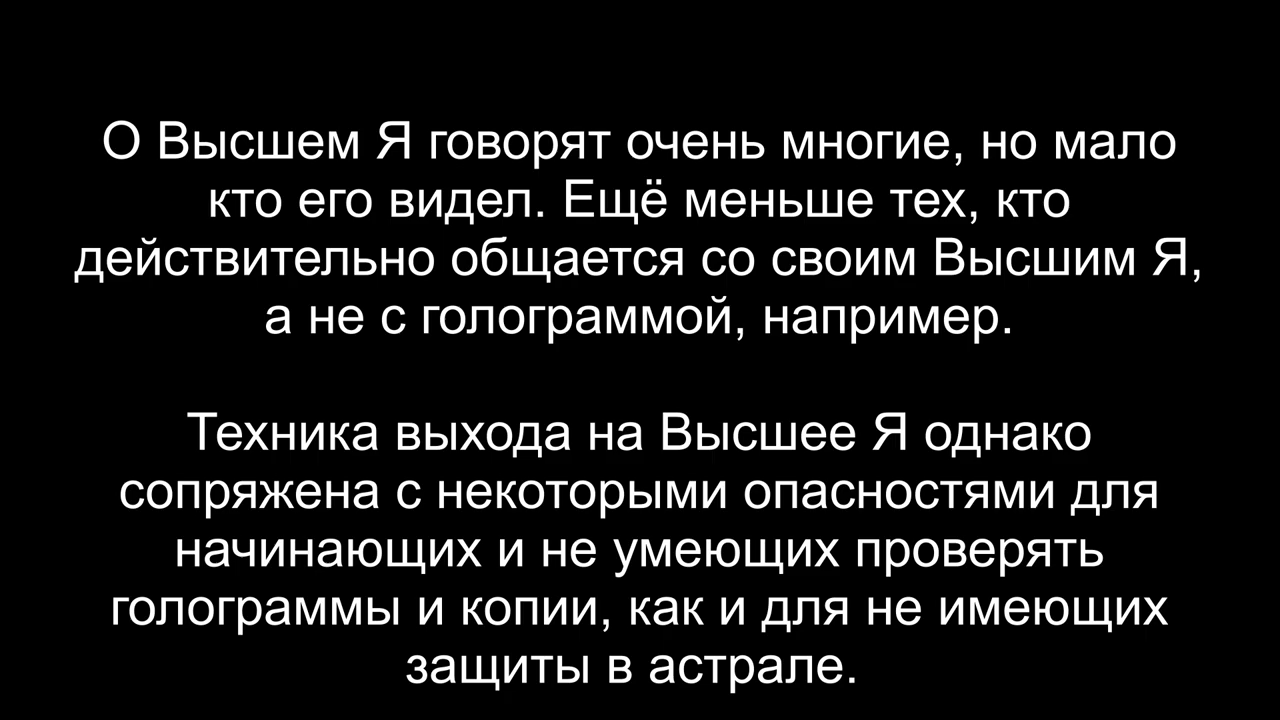 О Высшем Я говорят очень многие, но мало
кто его видел. Ещё меньше тех, кто
действительно общается со своим Высшим Я,
а не с голограммой, например.
Техника выхода на Высшее Я однако
сопряжена с некоторыми опасностями для
начинающих и не умеющих проверять
голограммы и копии, как и для не имеющих
защиты в астрале.